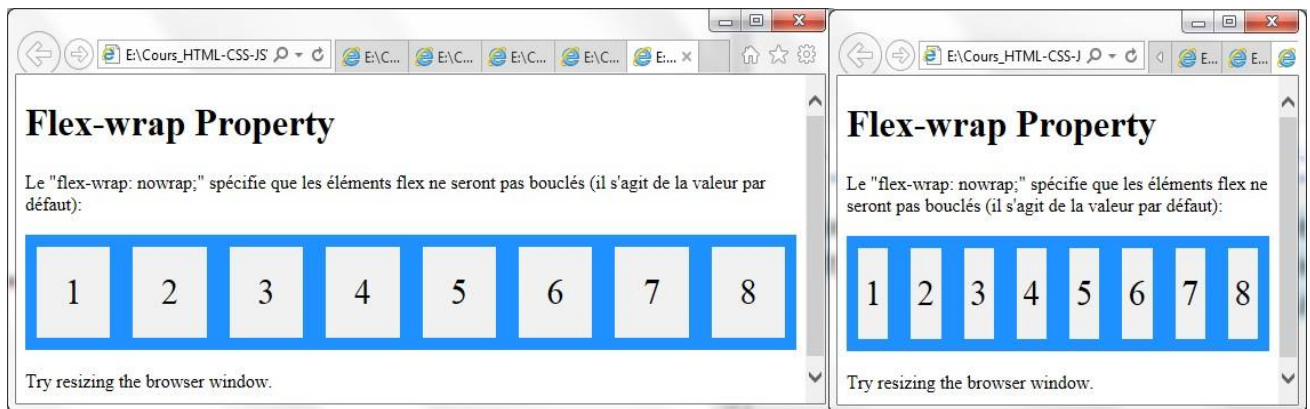 E:\Cours_HTML-CSS-JS
E:\C...
E:\C...
E:\C...
E:\C...
E:...
Flex-wrap Property
Le "flex-wrap: nowrap;" spécifie que les éléments flex ne seront pas bouclés (il s'agit de la valeur par
défaut):
1 2 3 4 5 6 7 8
Try resizing the browser window.
E:\Cours_HTML-CSS-J
E...
E...
Flex-wrap Property
Le "flex-wrap: nowrap;" spécifie que les éléments flex ne
seront pas bouclés (il s'agit de la valeur par défaut):
1 2 3 4 5 6 7 8
Try resizing the browser window.